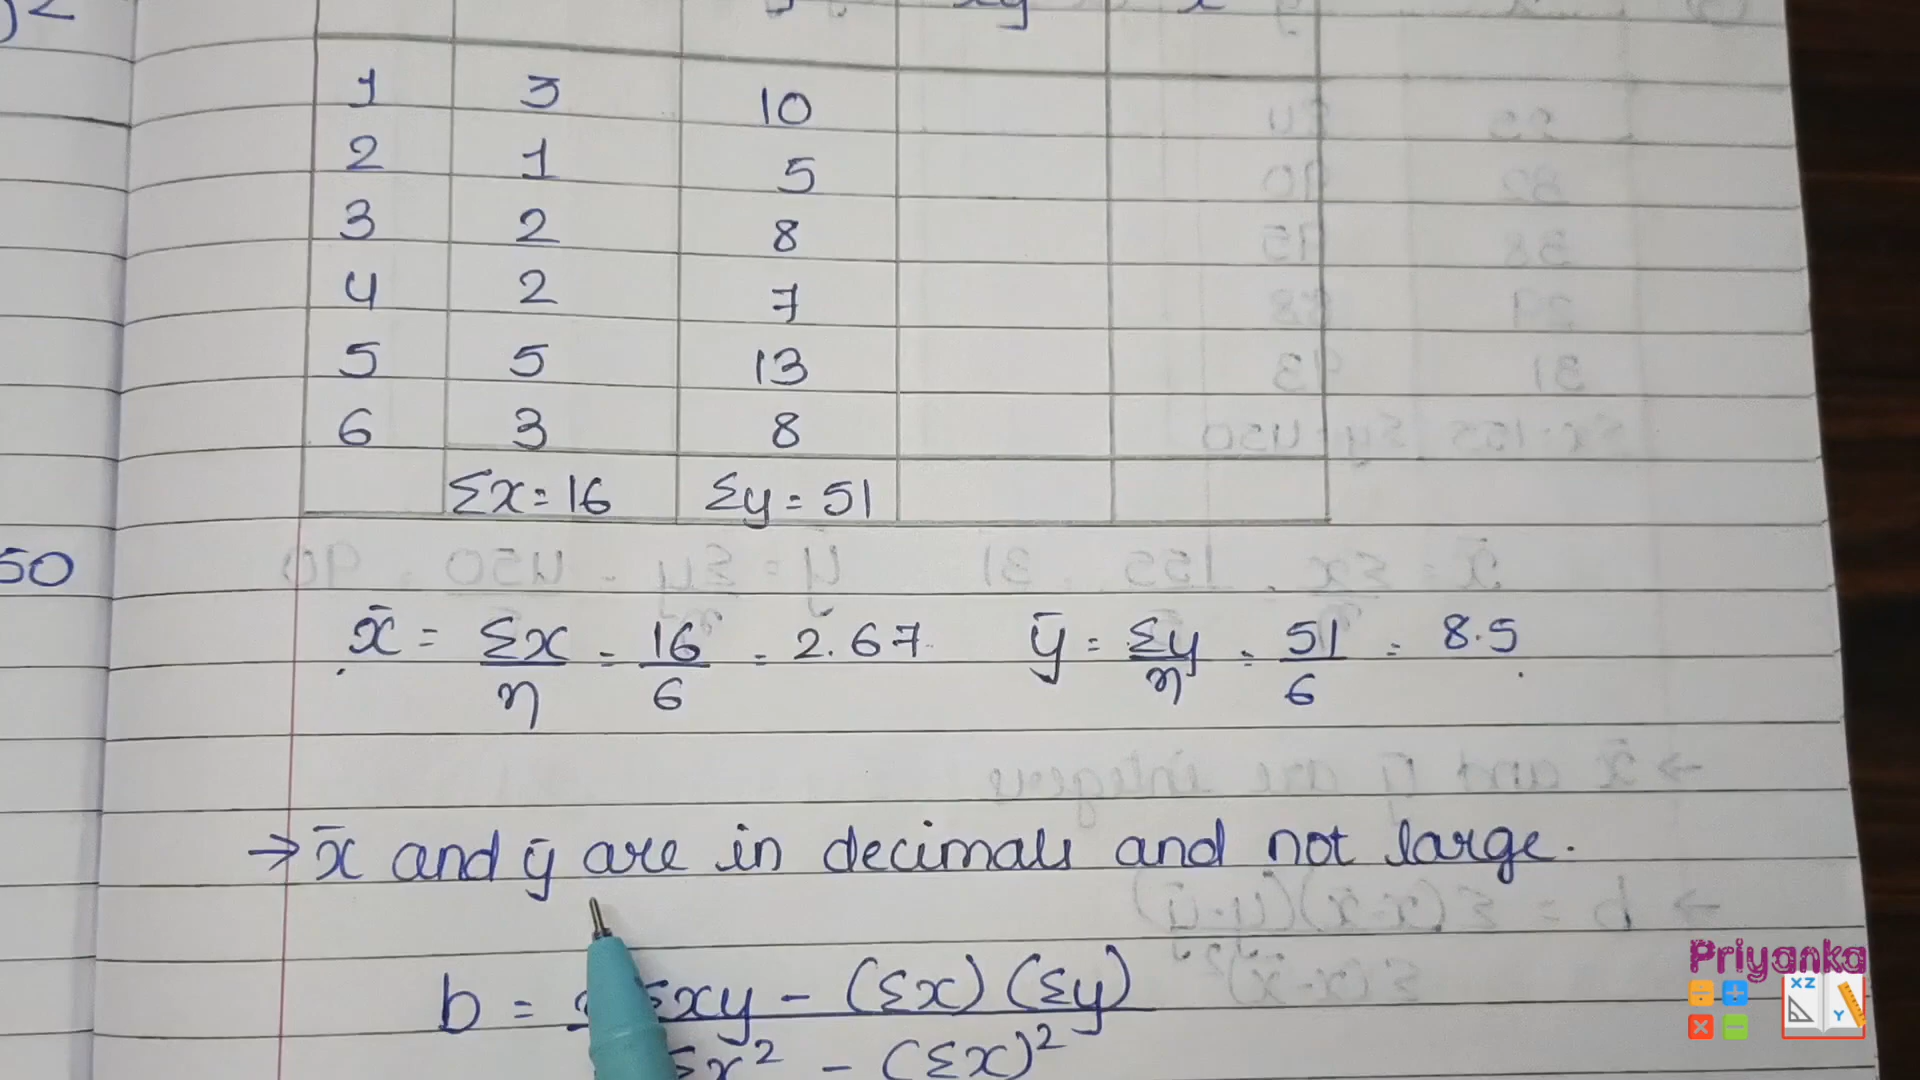 xy x
1 3 10
2 1 5
3 2 8
4 2 7
5 5 13
6 3 8
Σx = 16 Σy = 51
50
x̄ = Σx/n = 16/6 = 2.67 ȳ = Σy/n = 51/6 = 8.5
→ x̄ and ȳ are in decimals and not large.
b = Σxy - (Σx) (Σy)
Σx² - (Σx)²
Priyanka
XZ
Y